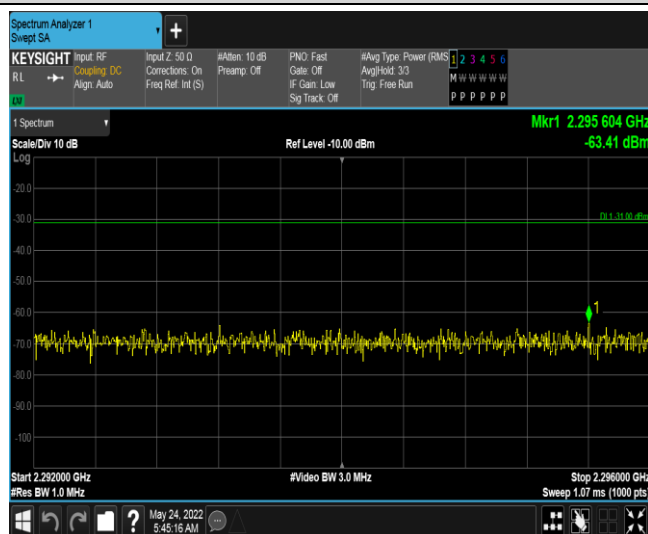 Spectrum Analyzer 1
Swept SA
+
KEYSIGHT
RL
LXI
Input: RF
Coupling: DC
Align: Auto
Input Z: 50 Ω
Corrections: On
Freq Ref: Int (S)
#Atten: 10 dB
Preamp: Off
PNO: Fast
Gate: Off
IF Gain: Low
Sig Track: Off
#Avg Type: Power (RMS
Avg|Hold: 3/3
Trig: Free Run
1 2 3 4 5 6
M W W W W W
P P P P P P
1 Spectrum
Scale/Div 10 dB
Log
Ref Level -10.00 dBm
Mkr1 2.295 604 GHz
-63.41 dBm
-20.0
-30.0
DL1 -31.00 dBm
-40.0
-50.0
-60.0
1
-70.0
-80.0
-90.0
-100
Start 2.292000 GHz
#Res BW 1.0 MHz
#Video BW 3.0 MHz
Stop 2.296000 GHz
Sweep 1.07 ms (1000 pts)
?
May 24, 2022
5:45:16 AM